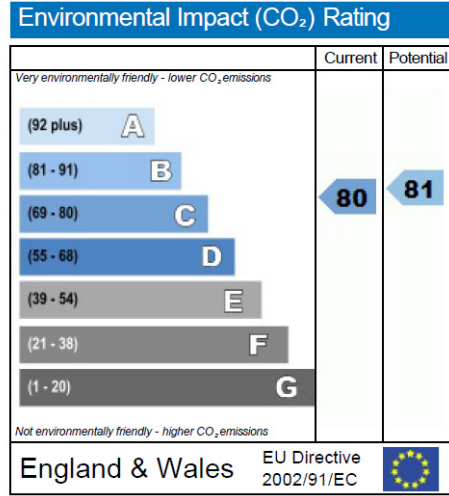 Environmental Impact (CO₂) Rating
Current Potential
Very environmentally friendly - lower CO₂ emissions
(92 plus) A
(81 - 91) B
(69 - 80) C
80
81
(55 - 68) D
(39 - 54) E
(21 - 38) F
(1 - 20) G
Not environmentally friendly - higher CO₂ emissions
England & Wales
EU Directive
2002/91/EC